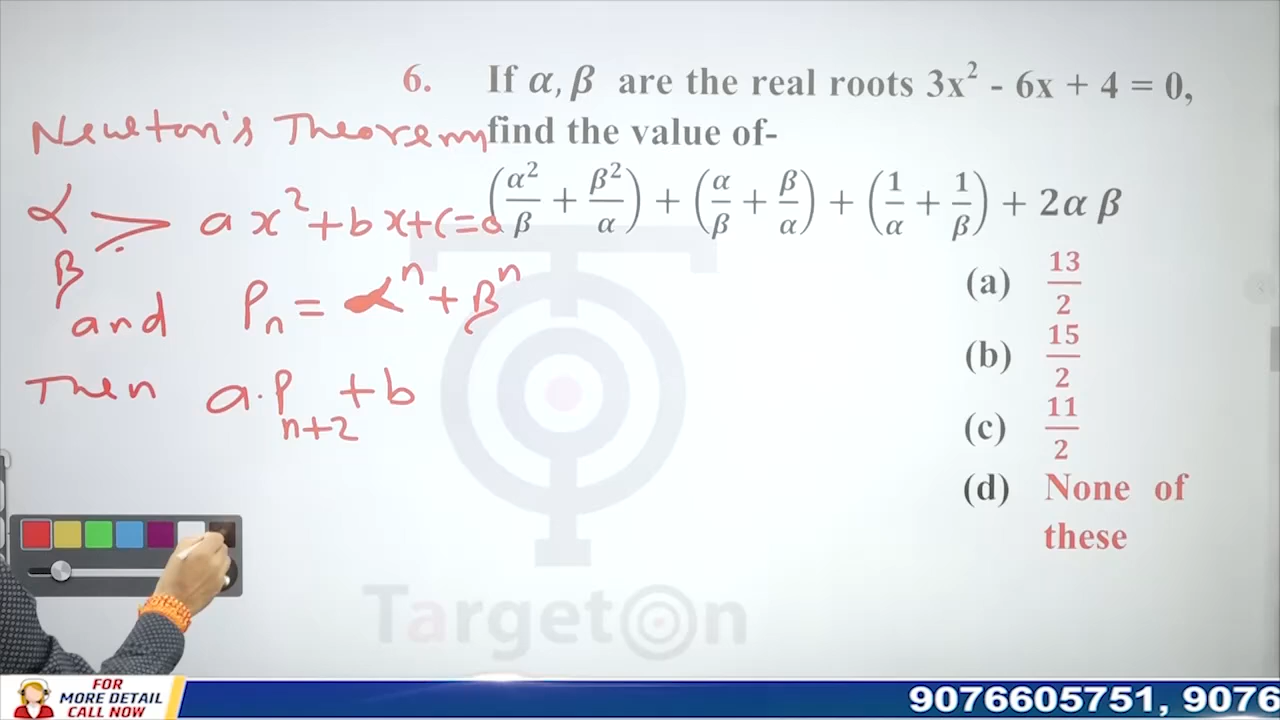 6. If α, β are the real roots 3x² - 6x + 4 = 0,
find the value of-
(α²/β + β²/α) + (α/β + β/α) + (1/α + 1/β) + 2α β
(a) 13/2
(b) 15/2
(c) 11/2
(d) None of
these
Newton's Theorem
α
β > ax²+bx+c=0
and Pₙ = αⁿ + βⁿ
Then a.Pₙ₊₂ + b
TargetOn
FOR
MORE DETAIL
CALL NOW
9076605751, 9076